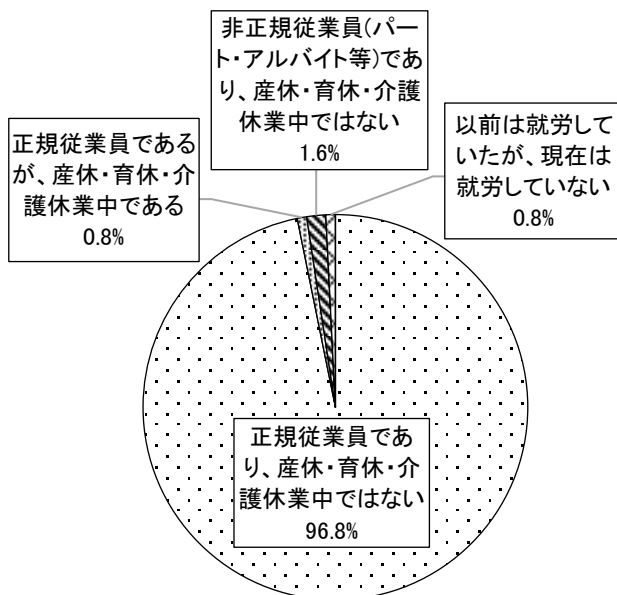 非正規従業員(パー
ト・アルバイト等)であ
り、産休・育休・介護
休業中ではない
1.6%
正規従業員である
が、産休・育休・介
護休業中である
0.8%
以前は就労して
いたが、現在は
就労していない
0.8%
正規従業員であ
り、産休・育休・介
護休業中ではない
96.8%